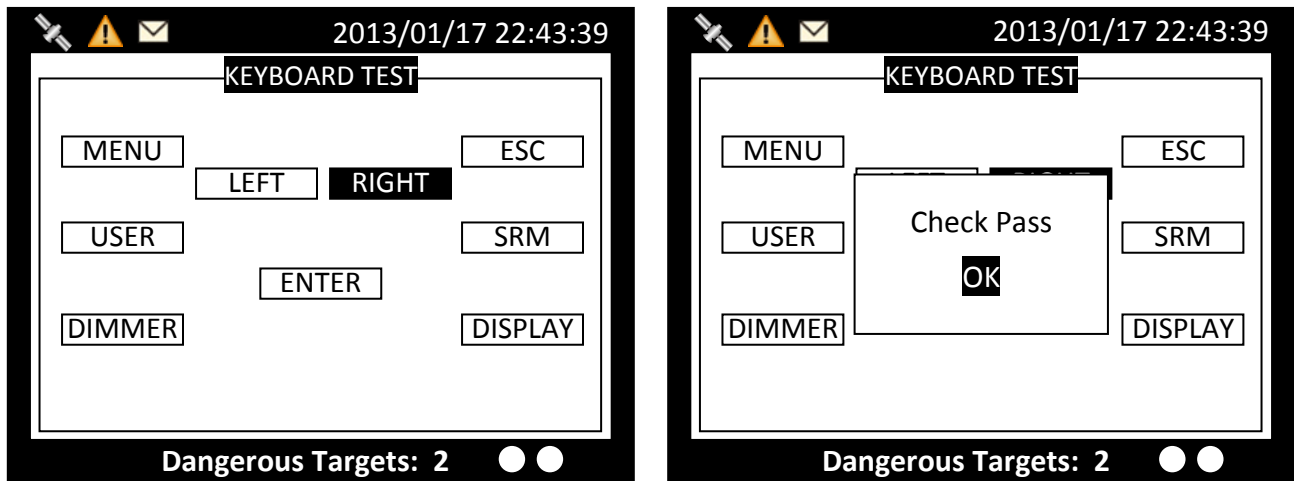 2013/01/17 22:43:39
KEYBOARD TEST
MENU
ESC
LEFT
RIGHT
USER
SRM
ENTER
DIMMER
DISPLAY
Dangerous Targets: 2
2013/01/17 22:43:39
KEYBOARD TEST
MENU
ESC
Check Pass
USER
SRM
OK
DIMMER
DISPLAY
Dangerous Targets: 2